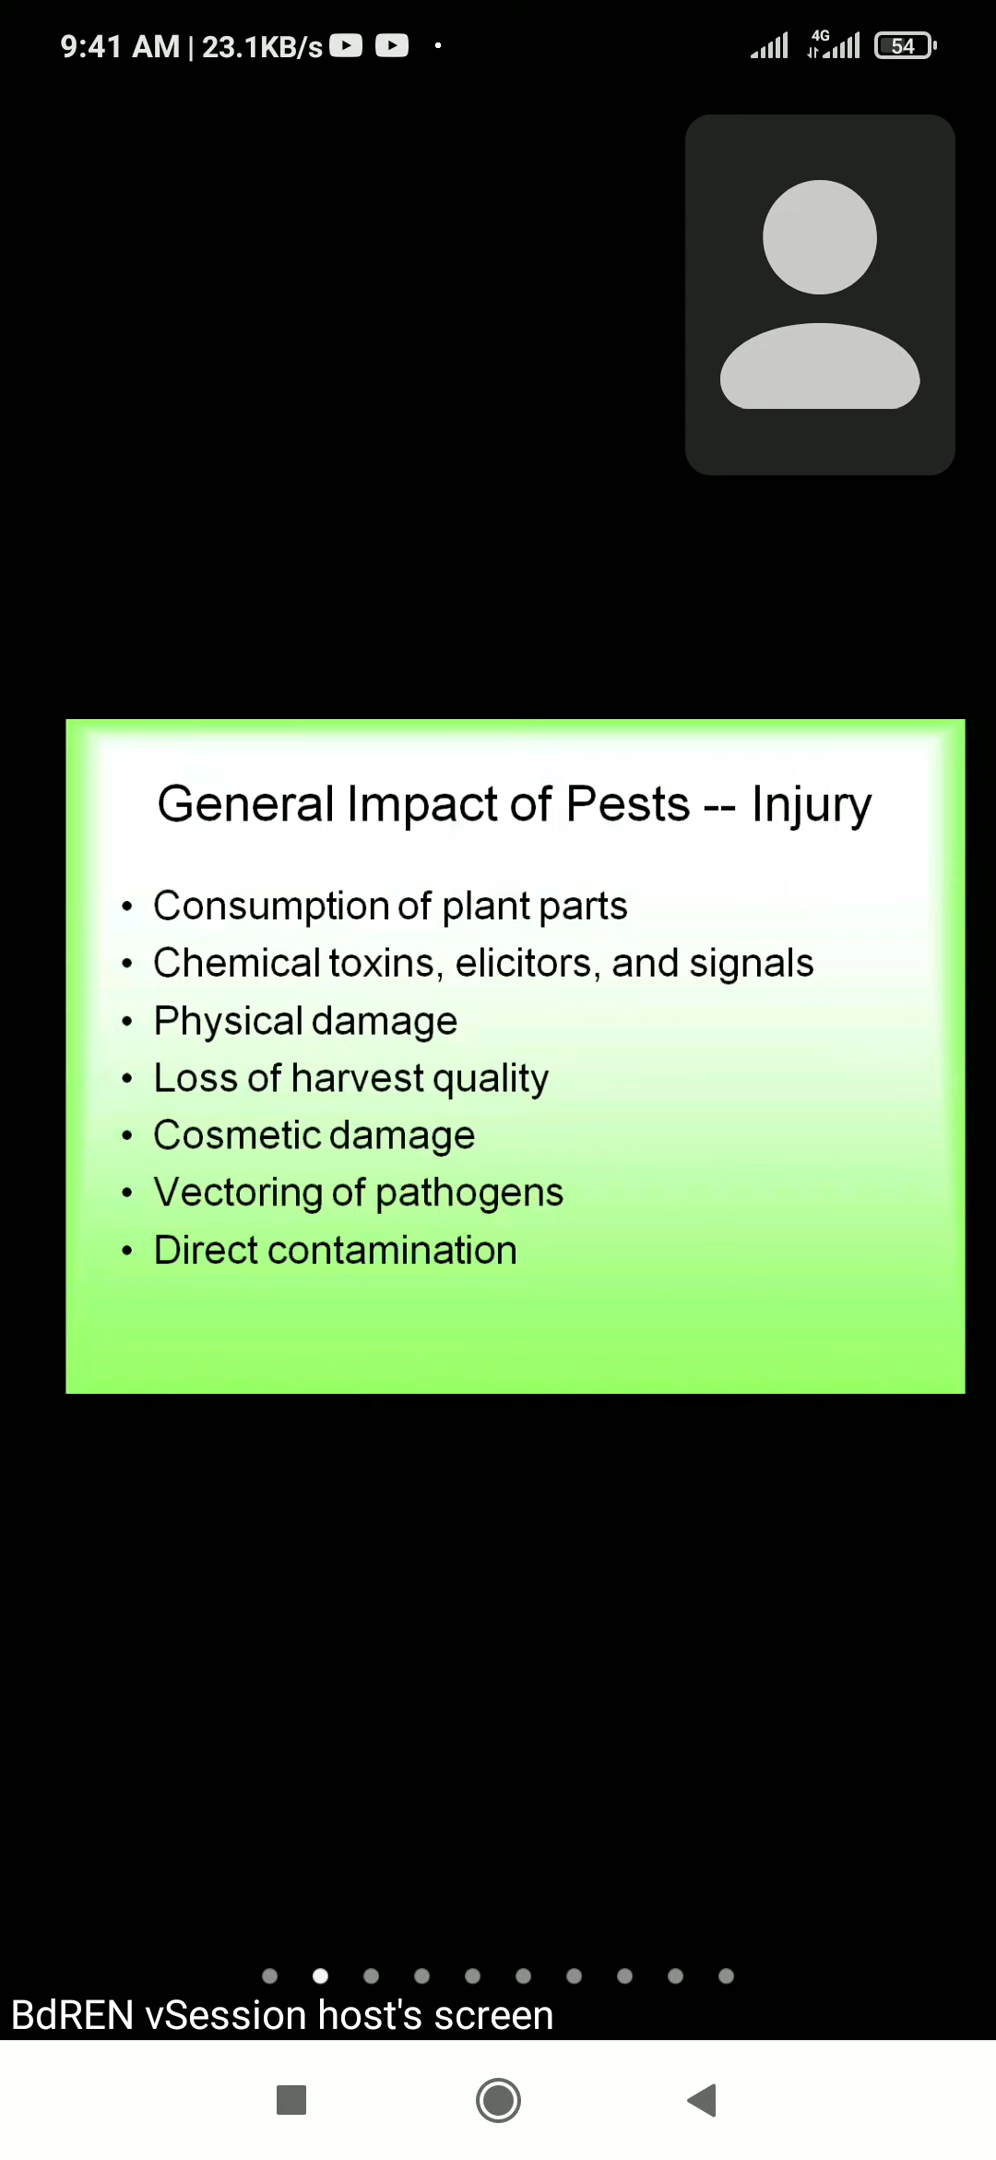 9:41 AM | 23.1KB/s
4G
54
General Impact of Pests -- Injury
• Consumption of plant parts
• Chemical toxins, elicitors, and signals
• Physical damage
• Loss of harvest quality
• Cosmetic damage
• Vectoring of pathogens
• Direct contamination
BdREN vSession host's screen